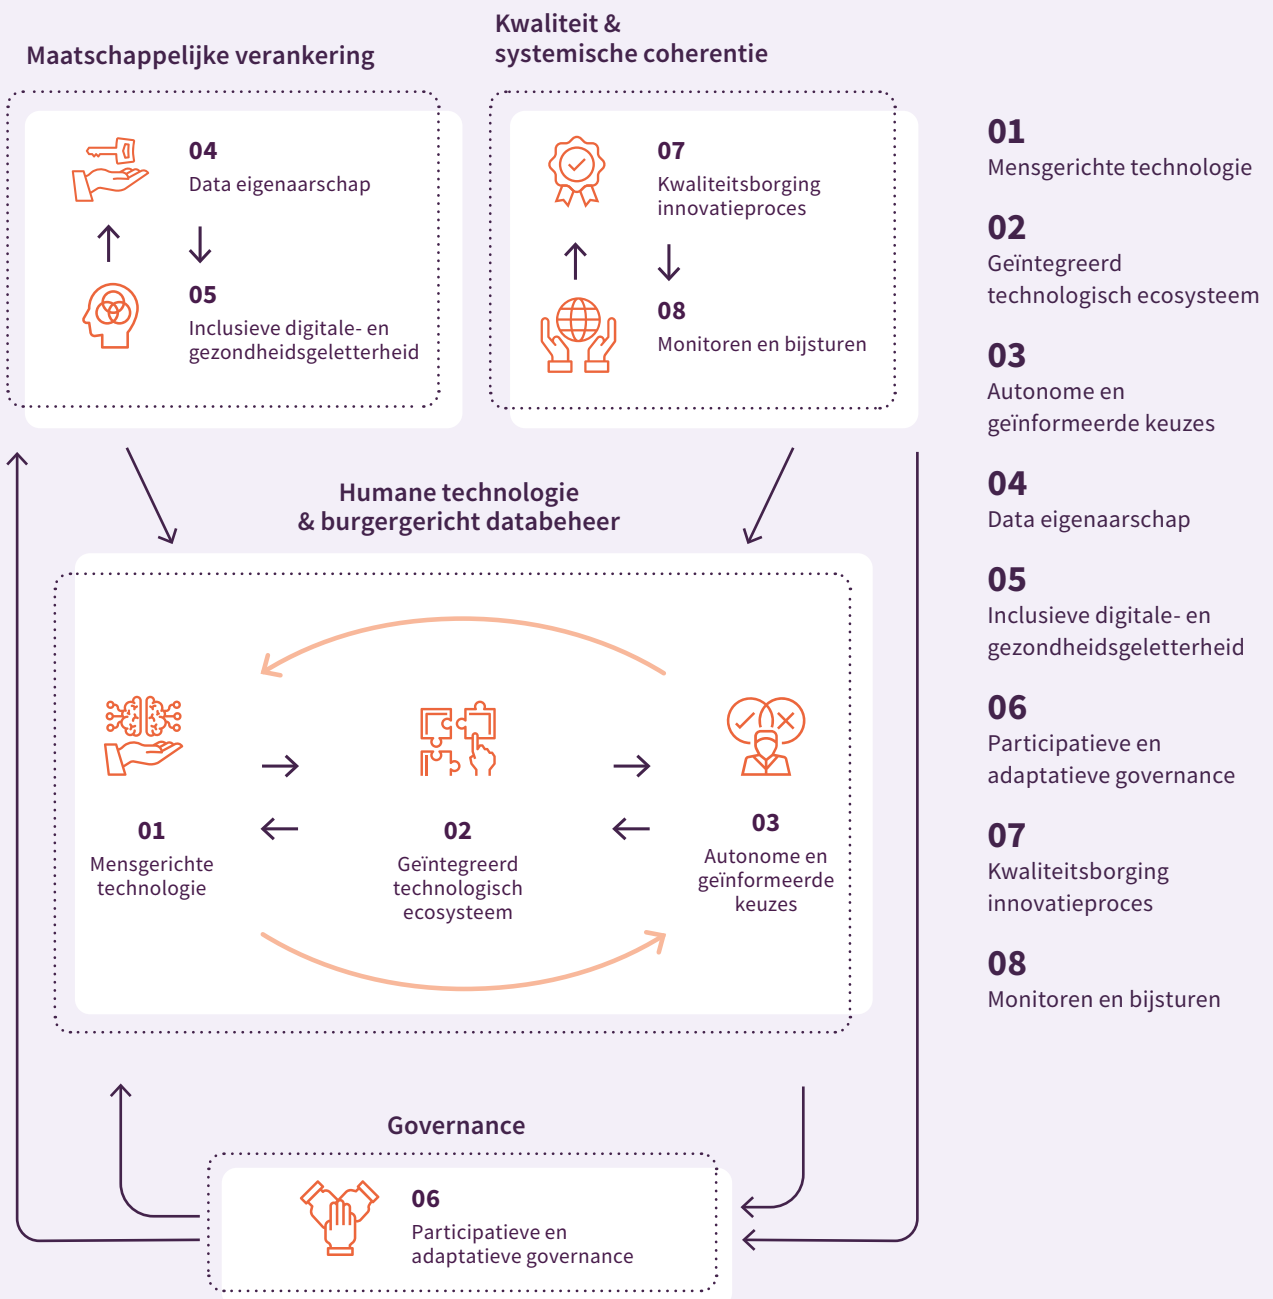 Maatschappelijke verankering
Kwaliteit &
systemische coherentie
04
Data eigenaarschap
05
Inclusieve digitale- en
gezondheidsgeletterheid
07
Kwaliteitsborging
innovatieproces
08
Monitoren en bijsturen
Humane technologie
& burgergericht databeheer
01
Mensgerichte
technologie
02
Geïntegreerd
technologisch
ecosysteem
03
Autonome en
geïnformeerde
keuzes
Governance
06
Participatieve en
adaptatieve governance
01
Mensgerichte technologie
02
Geïntegreerd
technologisch ecosysteem
03
Autonome en
geïnformeerde keuzes
04
Data eigenaarschap
05
Inclusieve digitale- en
gezondheidsgeletterheid
06
Participatieve en
adaptatieve governance
07
Kwaliteitsborging
innovatieproces
08
Monitoren en bijsturen